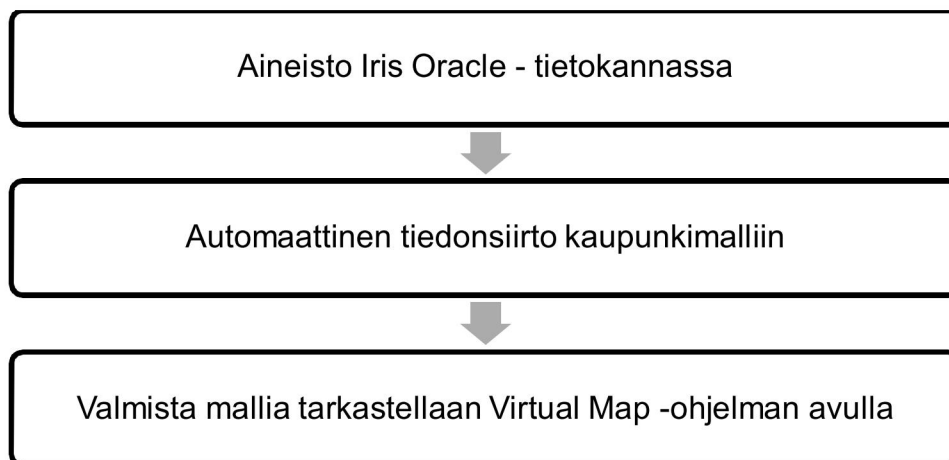 Aineisto Iris Oracle - tietokannassa
Automaattinen tiedonsiirto kaupunkimalliin
Valmista mallia tarkastellaan Virtual Map -ohjelman avulla